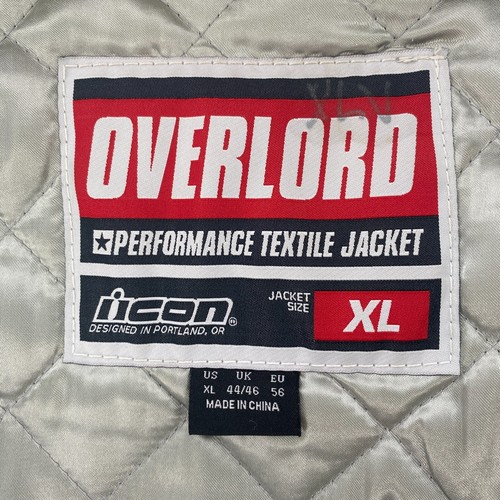 OVERLORD
PERFORMANCE TEXTILE JACKET
icon®
DESIGNED IN PORTLAND, OR
JACKET
SIZE
XL
US UK EU
XL 44/46 56
MADE IN CHINA